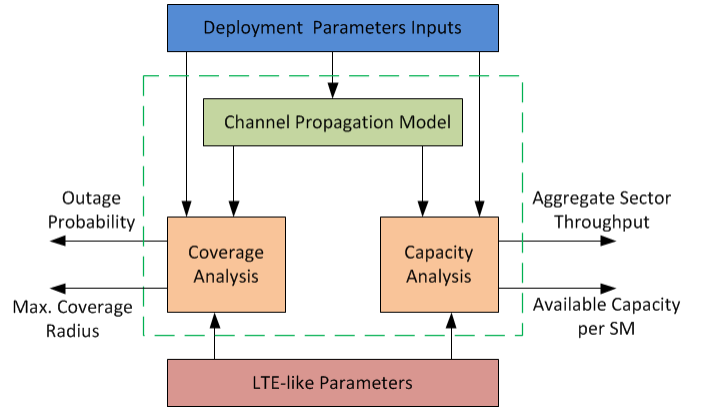 Deployment  Parameters Inputs
Channel Propagation Model
Outage
Probability
Aggregate Sector
Throughput
Coverage
Analysis
Capacity
Analysis
Max. Coverage
Radius
Available Capacity
per SM
LTE-like Parameters